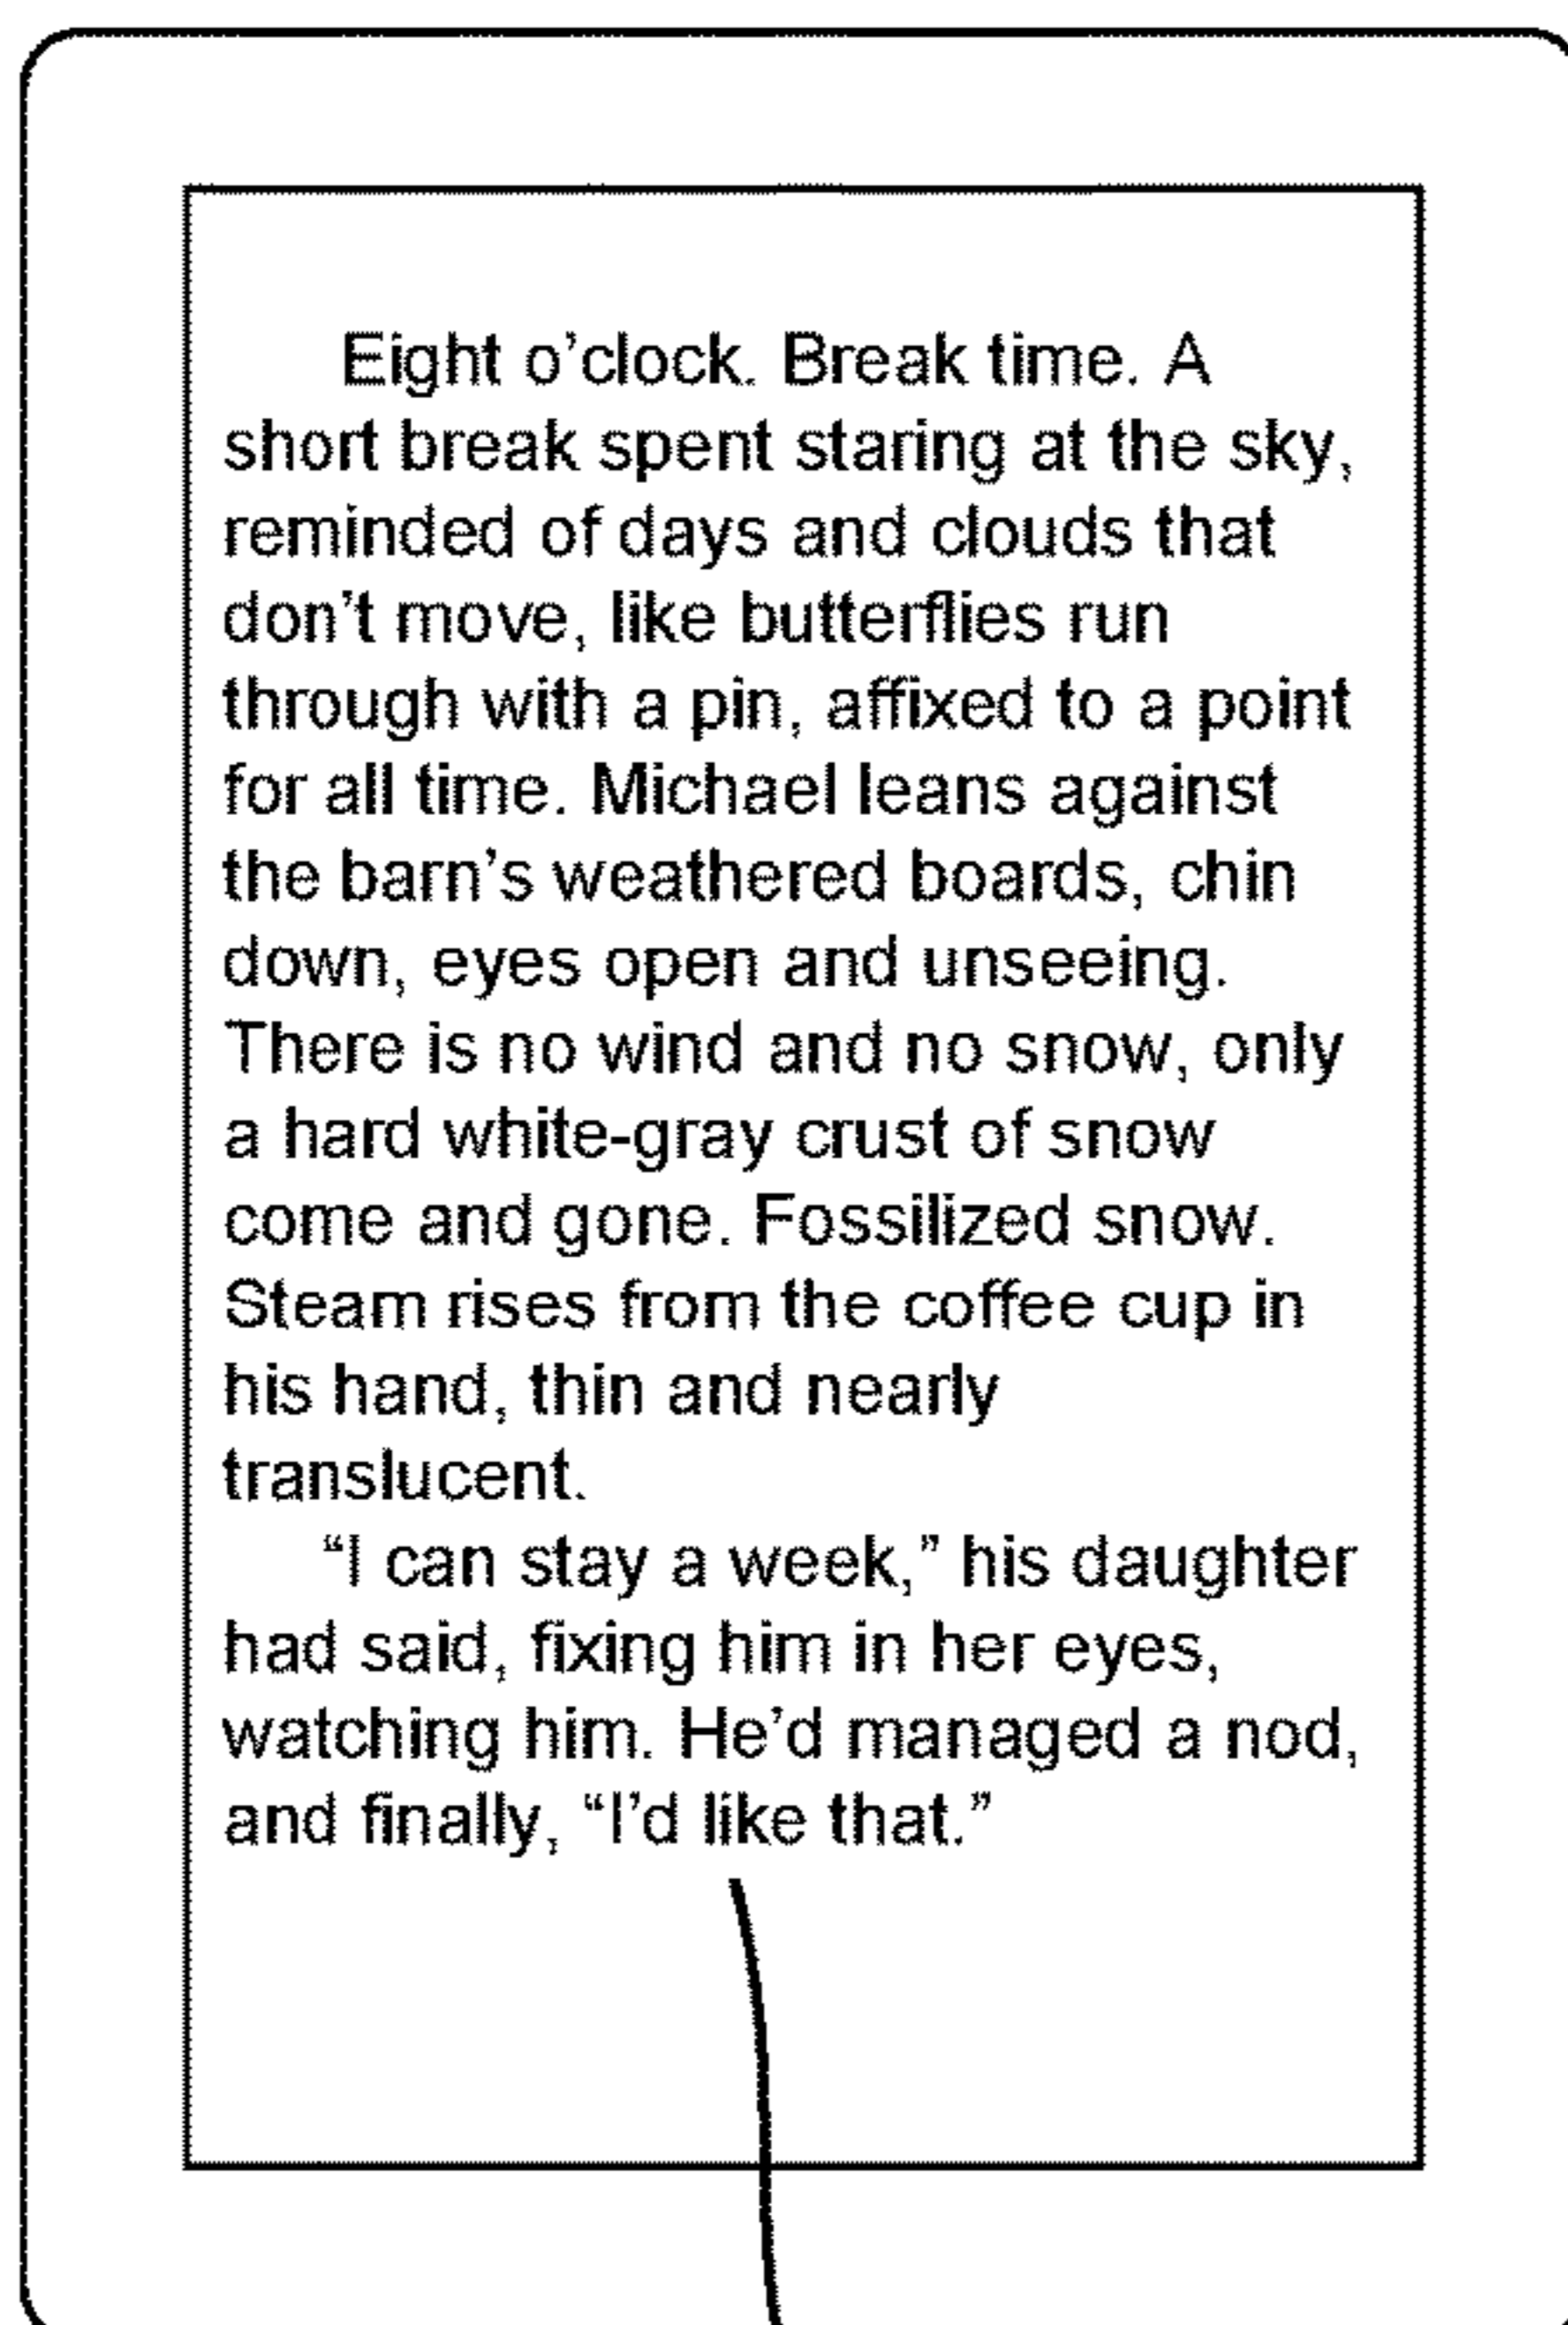 Eight o’clock. Break time. A
short break spent staring at the sky,
reminded of days and clouds that
don’t move, like butterflies run
through with a pin, affixed to a point
for all time. Michael leans against
the barn’s weathered boards, chin
down, eyes open and unseeing.
There is no wind and no snow, only
a hard white-gray crust of snow
come and gone. Fossilized snow.
Steam rises from the coffee cup in
his hand, thin and nearly
translucent.
“I can stay a week,” his daughter
had said, fixing him in her eyes,
watching him. He’d managed a nod,
and finally, “I’d like that.”